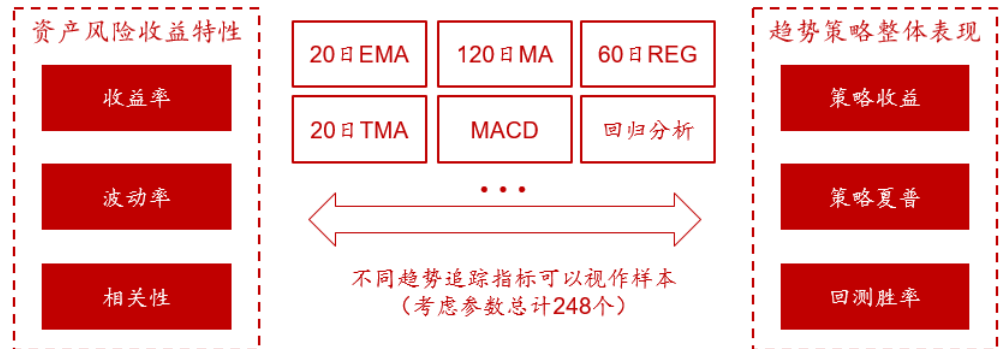 资产风险收益特性
收益率
波动率
相关性
20日EMA
120日MA
60日REG
20日TMA
MACD
回归分析
...
不同趋势追踪指标可以视作样本
（考虑参数总计248个）
趋势策略整体表现
策略收益
策略夏普
回测胜率